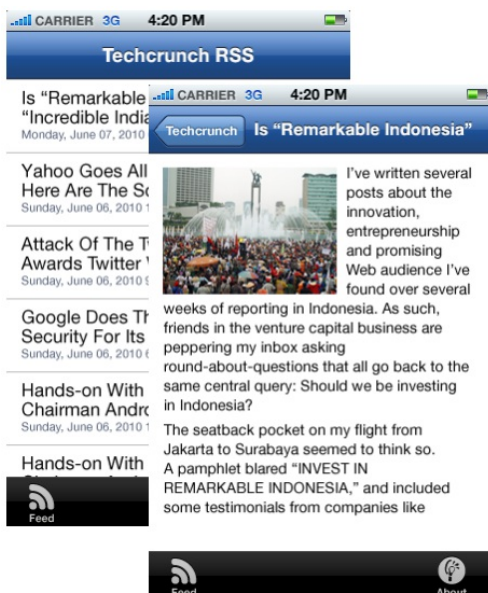 CARRIER 3G 4:20 PM
Techcrunch RSS
Is “Remarkable
“Incredible India
Monday, June 07, 2010
Yahoo Goes All
Here Are The
Sunday, June 06, 2010 1
Attack Of The
Awards Twitter
Sunday, June 06, 2010
Google Does
Security For Its
Sunday, June 06, 2010 6
Hands-on With
Chairman
Sunday, June 06, 2010 1
Hands-on With
Feed
CARRIER 3G 4:20 PM
Techcrunch Is “Remarkable Indonesia”
I’ve written several
posts about the
innovation,
entrepreneurship
and promising
Web audience I’ve
found over several
weeks of reporting in Indonesia. As such,
friends in the venture capital business are
peppering my inbox asking
round-about-questions that all go back to the
same central query: Should we be investing
in Indonesia?
The seatback pocket on my flight from
Jakarta to Surabaya seemed to think so.
A pamphlet blared “INVEST IN
REMARKABLE INDONESIA,” and included
some testimonials from companies like
Feed About